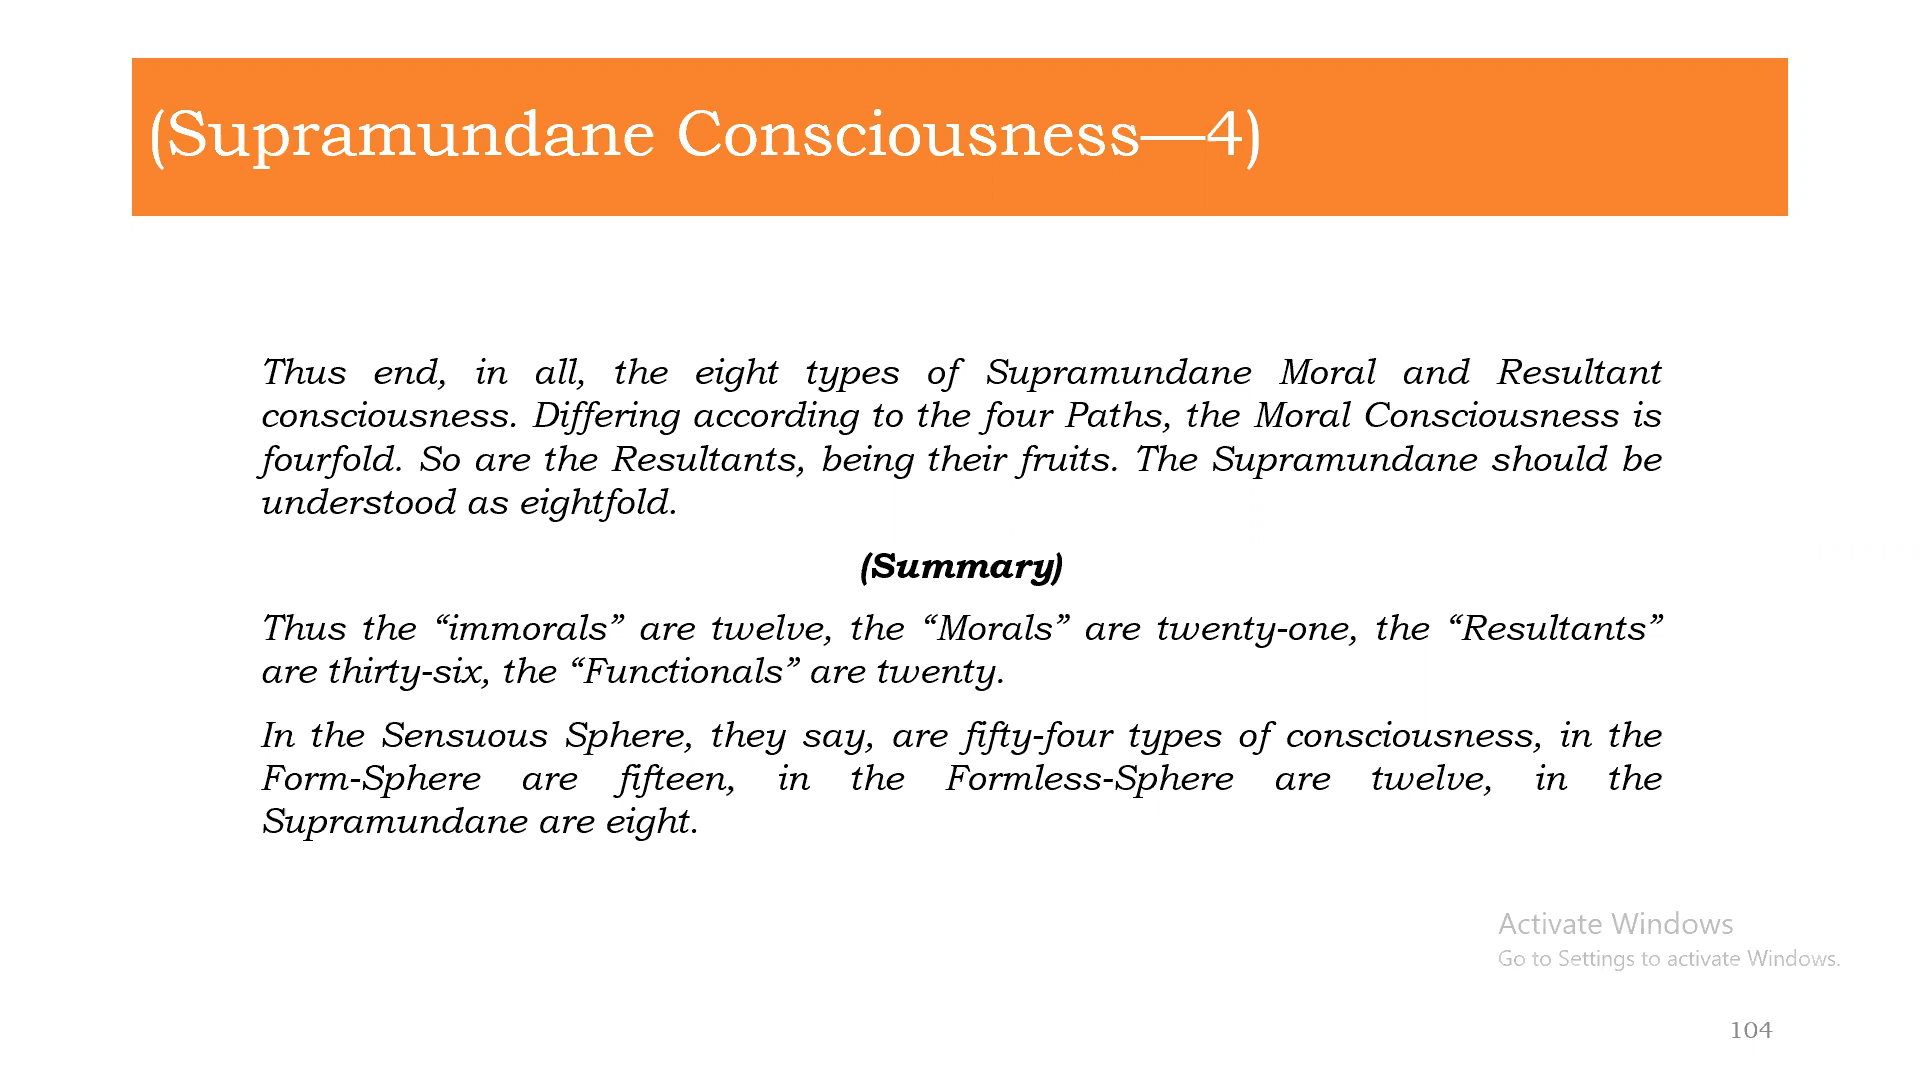 (Supramundane Consciousness—4)
Thus end, in all, the eight types of Supramundane Moral and Resultant
consciousness. Differing according to the four Paths, the Moral Consciousness is
fourfold. So are the Resultants, being their fruits. The Supramundane should be
understood as eightfold.
(Summary)
Thus the “immorals” are twelve, the “Morals” are twenty-one, the “Resultants”
are thirty-six, the “Functionals” are twenty.
In the Sensuous Sphere, they say, are fifty-four types of consciousness, in the
Form-Sphere are fifteen, in the Formless-Sphere are twelve, in the
Supramundane are eight.
Activate Windows
Go to Settings to activate Windows.
104